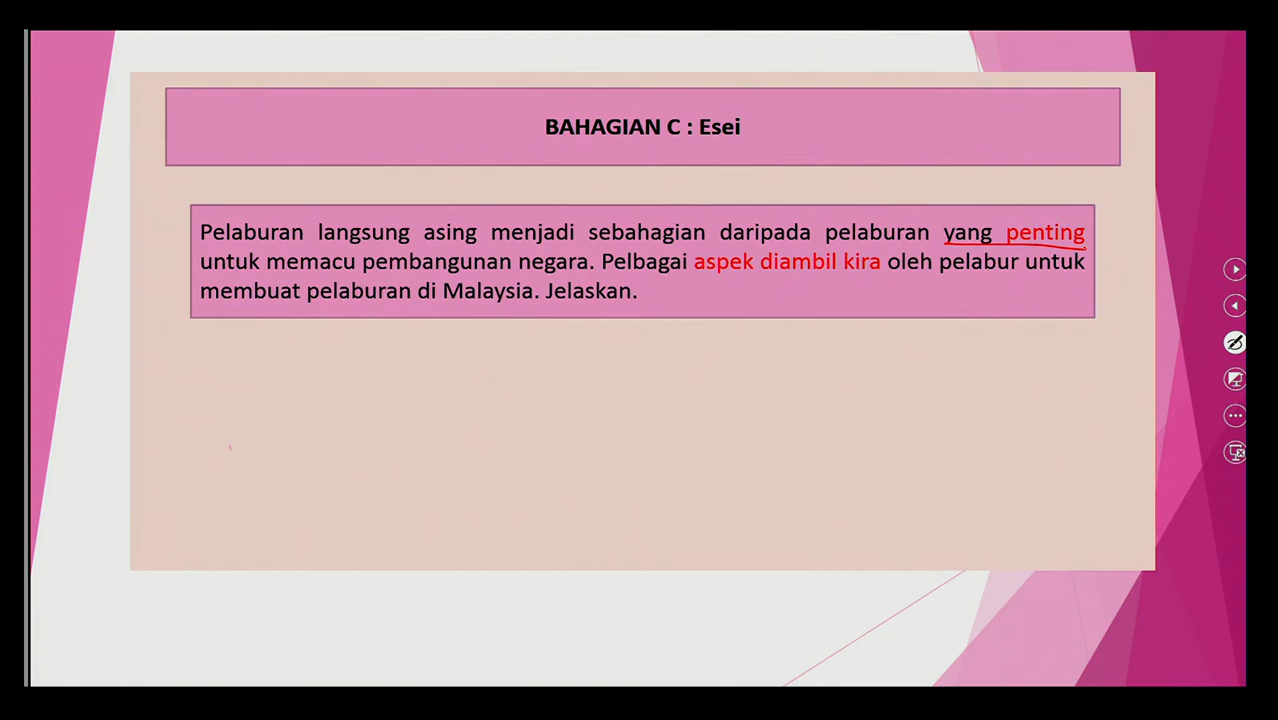 BAHAGIAN C : Esei
Pelaburan langsung asing menjadi sebahagian daripada pelaburan yang penting
untuk memacu pembangunan negara. Pelbagai aspek diambil kira oleh pelabur untuk
membuat pelaburan di Malaysia. Jelaskan.